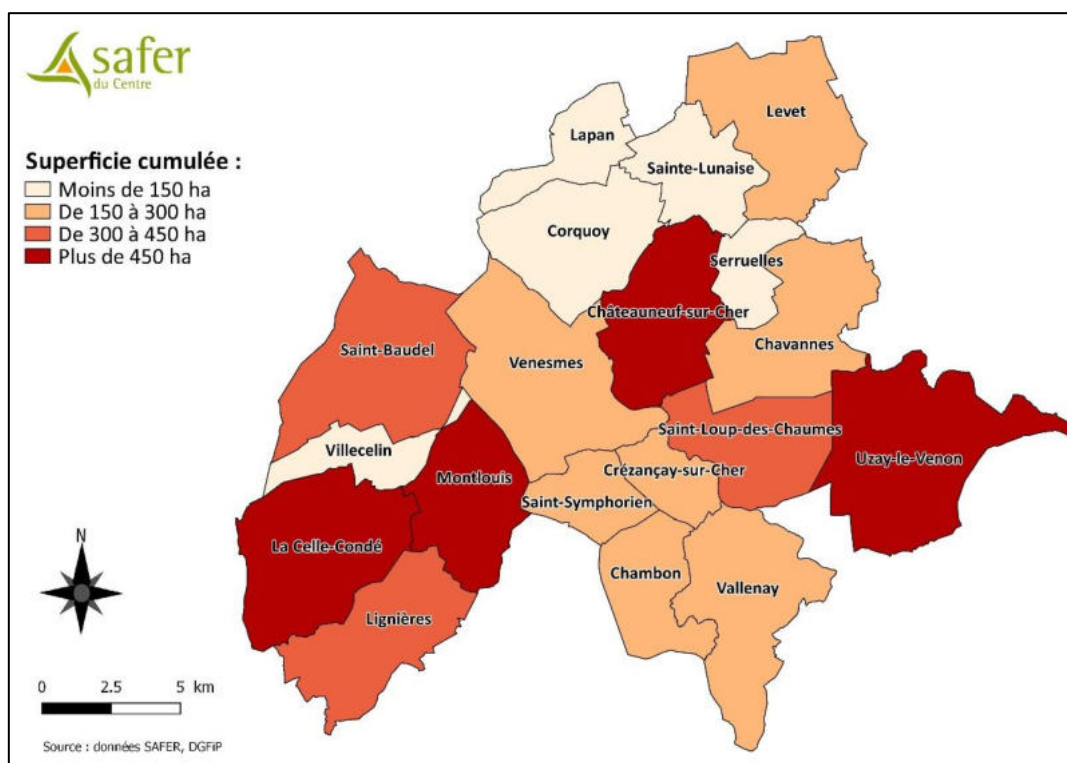 safer
du Centre
Superficie cumulée :
Moins de 150 ha
De 150 à 300 ha
De 300 à 450 ha
Plus de 450 ha
Levet
Lapan
Sainte-Lunaise
Corquoy
Serruelles
Châteauneuf-sur-Cher
Chavannes
Saint-Baudel
Venesmes
Saint-Loup-des-Chaumes
Villecelin
Uzay-le-Venon
Crézançay-sur-Cher
Montlouis
Saint-Symphorien
La Celle-Condé
Chambon
Vallenay
Lignières
N
0 2.5 5 km
Source : données SAFER, DGFiP